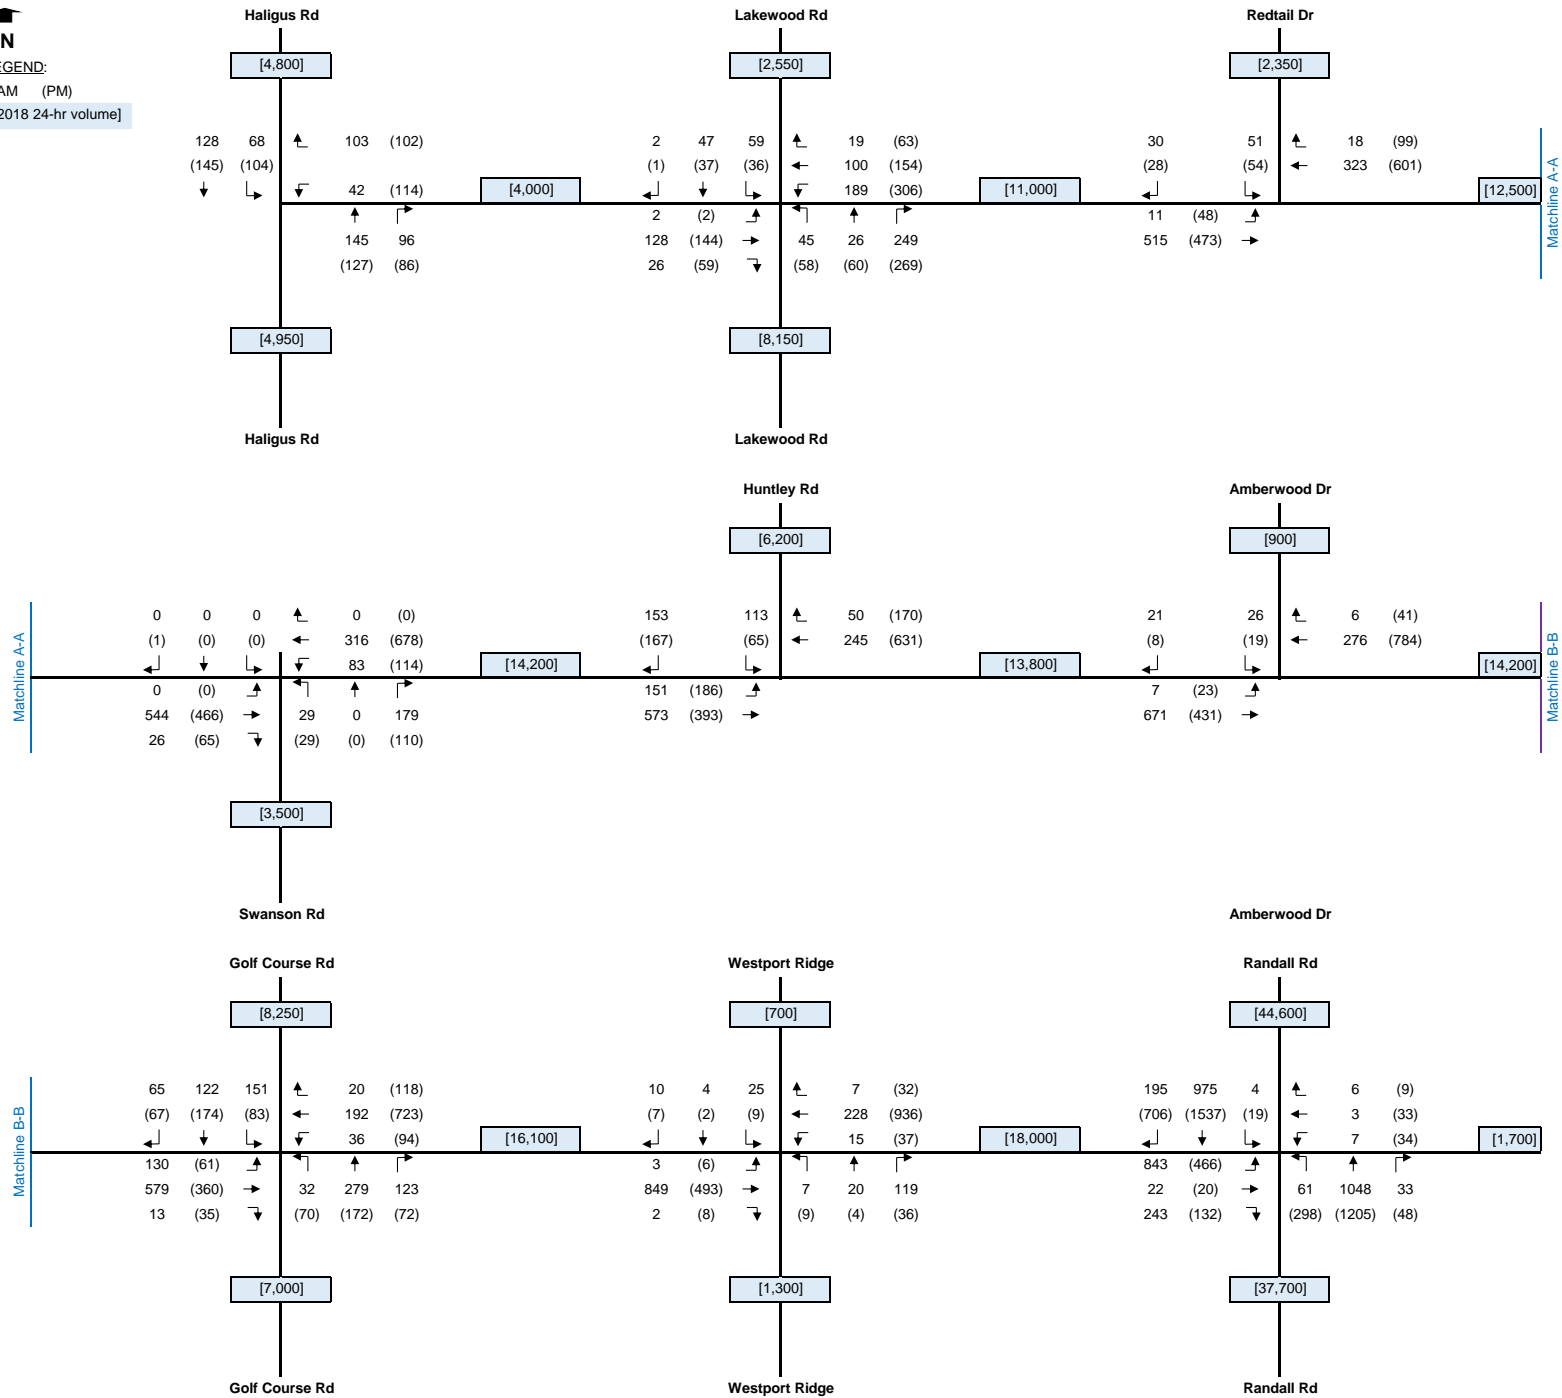 N
EGEND:
AM (PM)
2018 24-hr volume]
Haligus Rd Lakewood Rd Redtail Dr
[4,800] [2,550] [2,350]
128 68 103 (102) 2 47 59 19 (63) 30 51 18 (99)
(145) (104) (1) (37) (36) 100 (154) (28) (54) 323 (601)
42 (114) [4,000] 189 (306) [11,000] [12,500]
2 (2) 11 (48)
145 96 128 (144) 45 26 249 515 (473)
(127) (86) 26 (59) (58) (60) (269)
Matchline A-A
[4,950] [8,150]
Haligus Rd Lakewood Rd
Huntley Rd Amberwood Dr
[6,200] [900]
0 0 0 0 (0) 153 113 50 (170) 21 26 6 (41)
(1) (0) (0) 316 (678) (167) (65) 245 (631) (8) (19) 276 (784)
83 (114) [14,200] [13,800] [14,200]
0 (0) 151 (186) 7 (23)
544 (466) 29 0 179 573 (393) 671 (431)
26 (65) (29) (0) (110)
Matchline A-A
Matchline B-B
[3,500]
Swanson Rd Amberwood Dr
Golf Course Rd Westport Ridge Randall Rd
[8,250] [700] [44,600]
65 122 151 20 (118) 10 4 25 7 (32) 195 975 4 6 (9)
(67) (174) (83) 192 (723) (7) (2) (9) 228 (936) (706) (1537) (19) 3 (33)
36 (94) [16,100] 15 (37) [18,000] 7 (34) [1,700]
130 (61) 3 (6) 843 (466)
579 (360) 32 279 123 849 (493) 7 20 119 22 (20) 61 1048 33
13 (35) (70) (172) (72) 2 (8) (9) (4) (36) 243 (132) (298) (1205) (48)
Matchline B-B
[7,000] [1,300] [37,700]
Golf Course Rd Westport Ridge Randall Rd